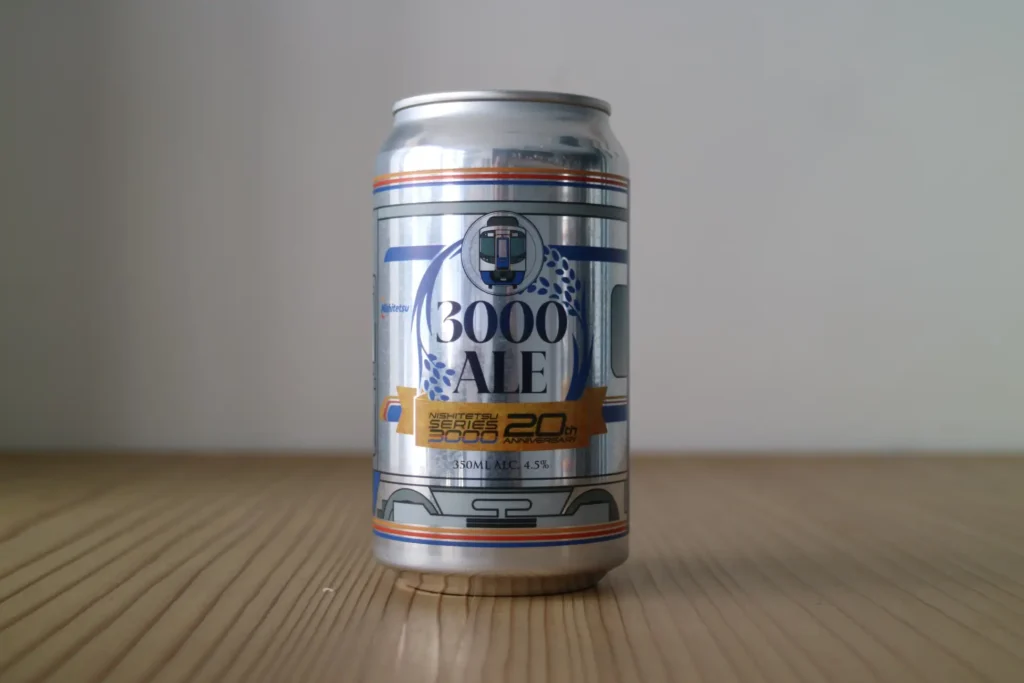 Nishitetsu
3000
ALE
NISHITETSU
SERIES
3000
20th
ANNIVERSARY
350ML ALC. 4.5%